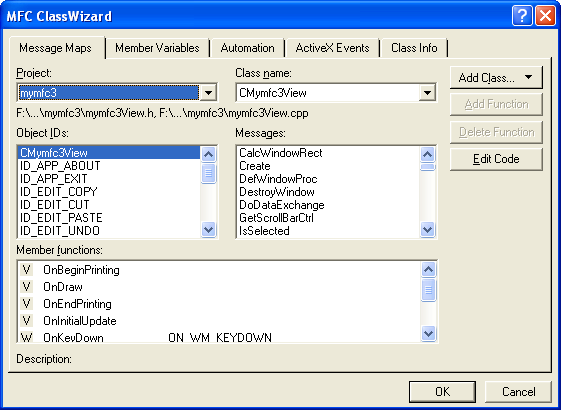 MFC ClassWizard
Message Maps Member Variables Automation ActiveX Events Class Info
Project: Class name:
mymfc3 CMymfc3View
Add Class...
F:\...\mymfc3\mymfc3View.h, F:\...\mymfc3\mymfc3View.cpp
Add Function
Object IDs: Messages:
Delete Function
CMymfc3View CalcWindowRect
Edit Code
ID_APP_ABOUT Create
ID_APP_EXIT DefWindowProc
ID_EDIT_COPY DestroyWindow
ID_EDIT_CUT DoDataExchange
ID_EDIT_PASTE GetScrollBarCtrl
ID_EDIT_UNDO IsSelected
Member functions:
V OnBeginPrinting
V OnDraw
V OnEndPrinting
V OnInitialUpdate
W OnKeyDown ON_WM_KEYDOWN
Description:
OK Cancel